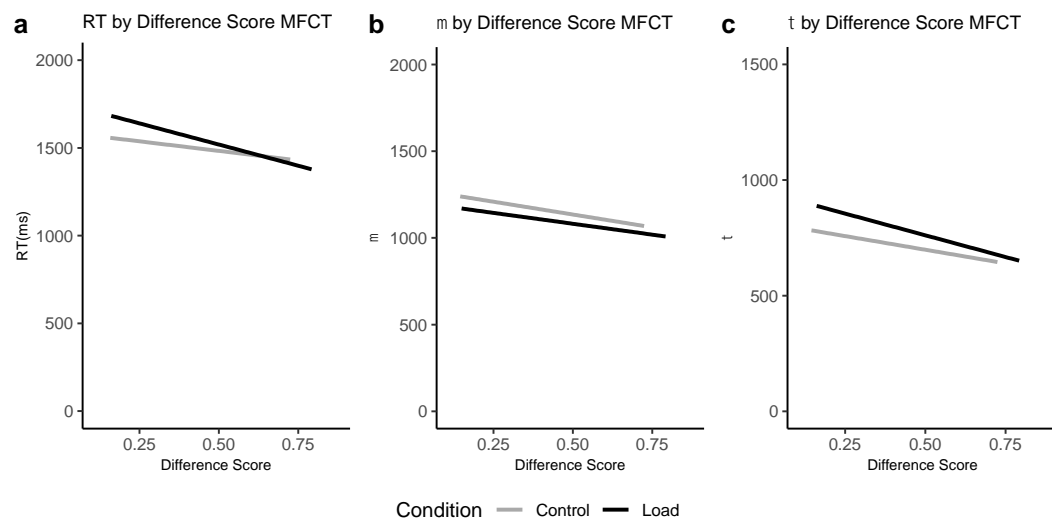 a RT by Difference Score MFCT
2000
1500
1000
500
0
RT(ms)
0.25 0.50 0.75
Difference Score
b m by Difference Score MFCT
2000
1500
1000
500
0
m
0.25 0.50 0.75
Difference Score
c t by Difference Score MFCT
1500
1000
500
0
t
0.25 0.50 0.75
Difference Score
Condition Control Load